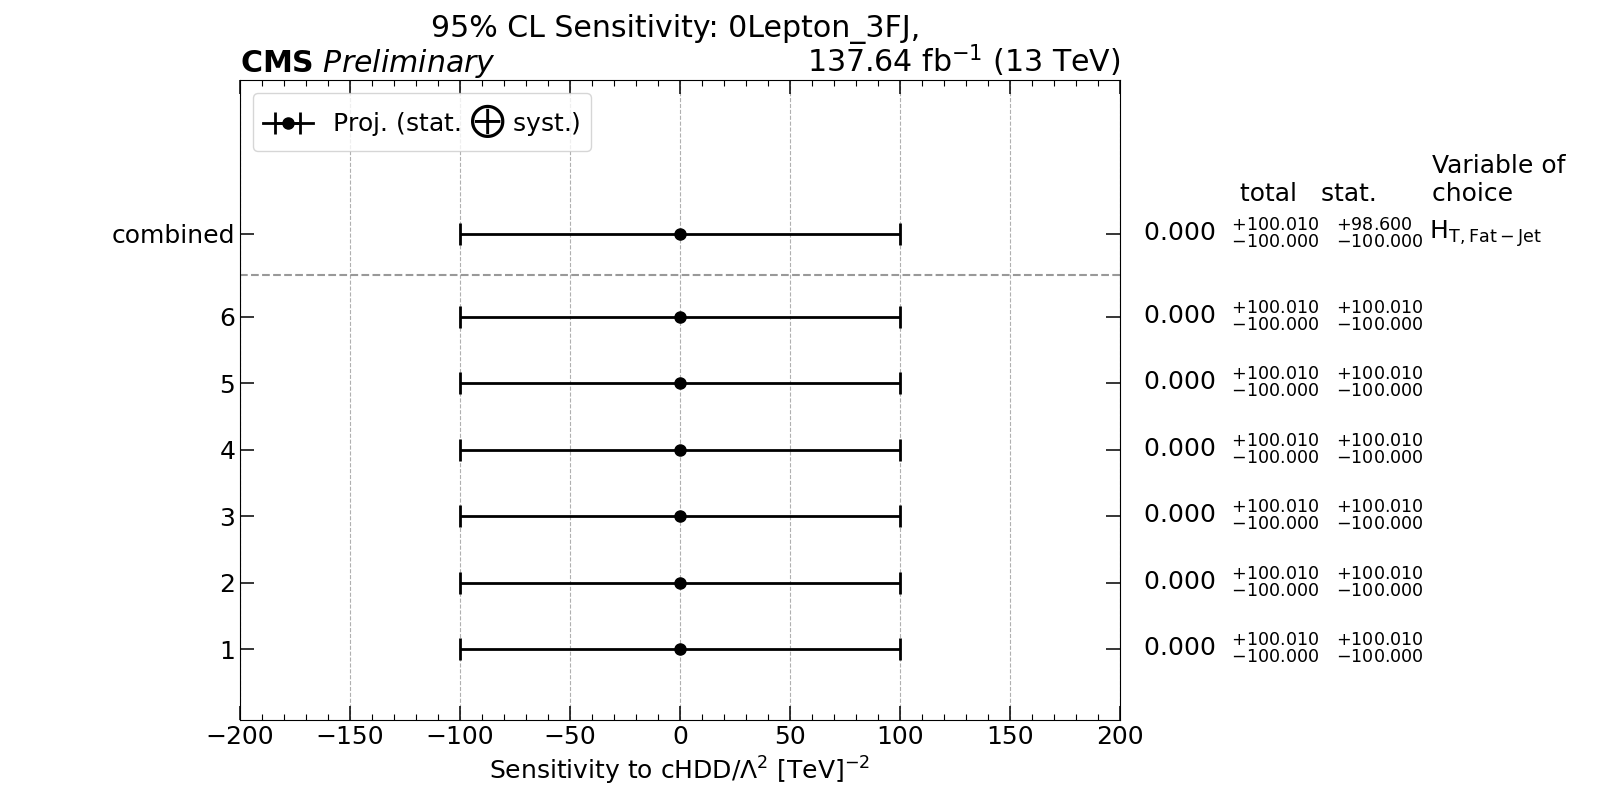 95% CL Sensitivity: 0Lepton_3FJ,
CMS Preliminary 137.64 fb⁻¹ (13 TeV)
Proj. (stat. ⊕ syst.)
Variable of
total stat. choice
combined 0.000 +100.010 −100.000 +98.600 −100.000 H_T, Fat−Jet
6 0.000 +100.010 −100.000 +100.010 −100.000
5 0.000 +100.010 −100.000 +100.010 −100.000
4 0.000 +100.010 −100.000 +100.010 −100.000
3 0.000 +100.010 −100.000 +100.010 −100.000
2 0.000 +100.010 −100.000 +100.010 −100.000
1 0.000 +100.010 −100.000 +100.010 −100.000
−200 −150 −100 −50 0 50 100 150 200
Sensitivity to cHDD/Λ² [TeV]⁻²